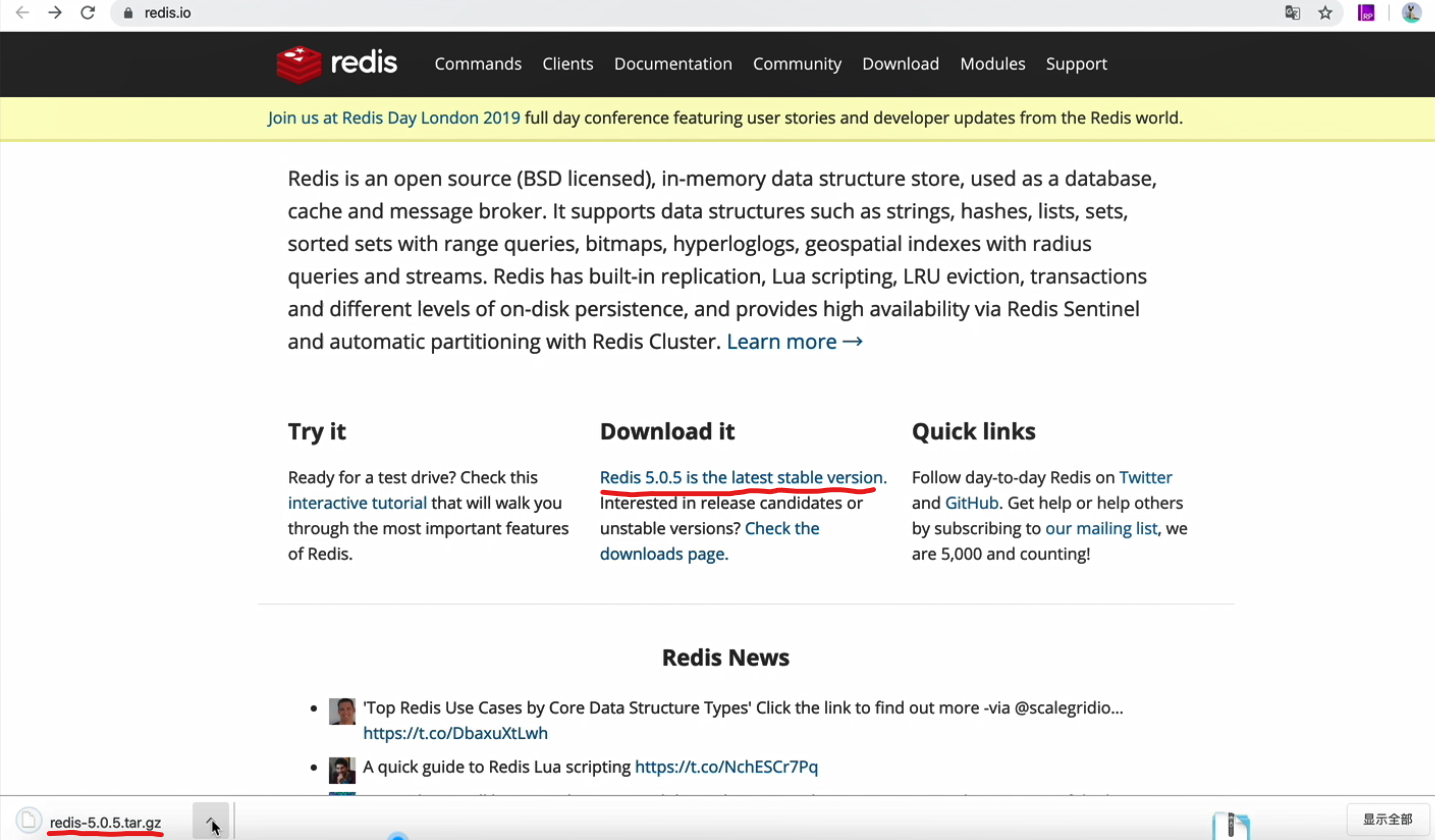 redis.io
redis
Commands Clients Documentation Community Download Modules Support
Join us at Redis Day London 2019 full day conference featuring user stories and developer updates from the Redis world.
Redis is an open source (BSD licensed), in-memory data structure store, used as a database,
cache and message broker. It supports data structures such as strings, hashes, lists, sets,
sorted sets with range queries, bitmaps, hyperloglogs, geospatial indexes with radius
queries and streams. Redis has built-in replication, Lua scripting, LRU eviction, transactions
and different levels of on-disk persistence, and provides high availability via Redis Sentinel
and automatic partitioning with Redis Cluster. Learn more →
Try it
Ready for a test drive? Check this
interactive tutorial that will walk you
through the most important features
of Redis.
Download it
Redis 5.0.5 is the latest stable version.
Interested in release candidates or
unstable versions? Check the
downloads page.
Quick links
Follow day-to-day Redis on Twitter
and GitHub. Get help or help others
by subscribing to our mailing list, we
are 5,000 and counting!
Redis News
'Top Redis Use Cases by Core Data Structure Types' Click the link to find out more -via @scalegridio...
https://t.co/DbaxuXtLwh
A quick guide to Redis Lua scripting https://t.co/NchESCr7Pq
redis-5.0.5.tar.gz
显示全部